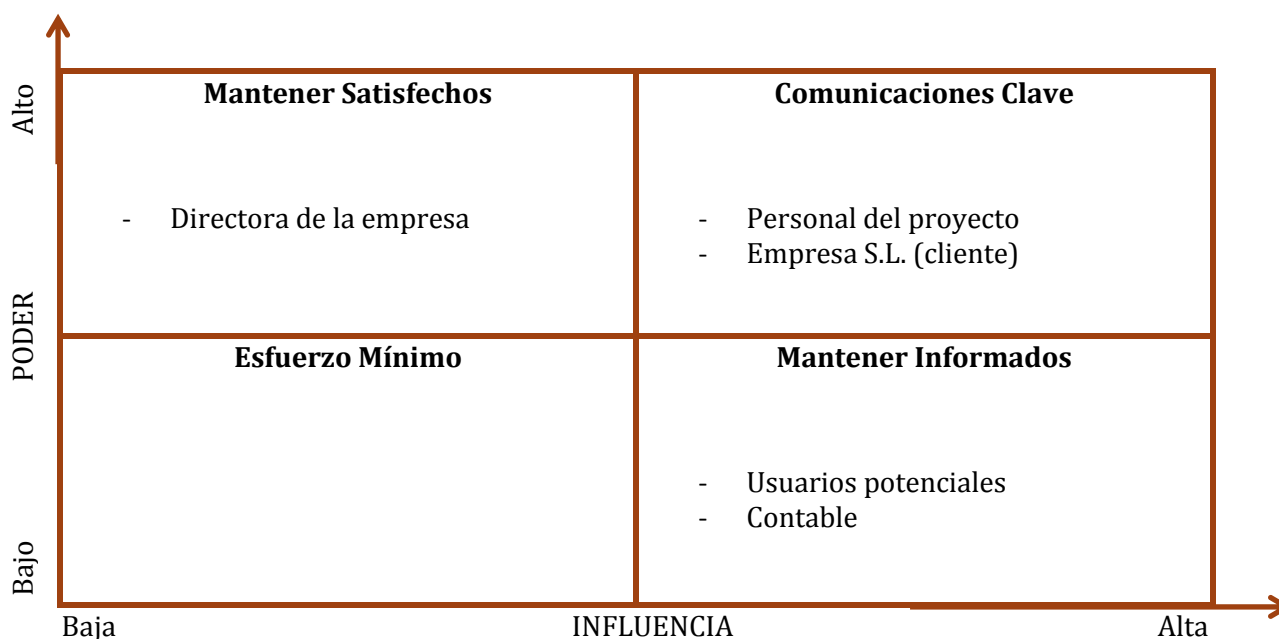 Alto
Mantener Satisfechos
Comunicaciones Clave
- Directora de la empresa
- Personal del proyecto
- Empresa S.L. (cliente)
PODER
Esfuerzo Mínimo
Mantener Informados
- Usuarios potenciales
- Contable
Bajo
Baja
INFLUENCIA
Alta